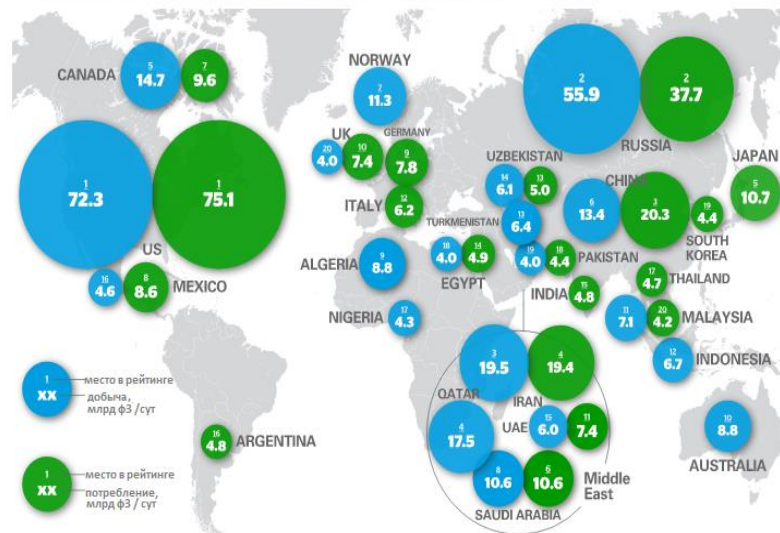 CANADA
5
14.7
7
9.6
NORWAY
7
11.3
2
55.9
2
37.7
RUSSIA
1
72.3
1
75.1
US
UK
20
4.0
10
7.4
GERMANY
9
7.8
ITALY
12
6.2
UZBEKISTAN
14
6.1
13
5.0
TURKMENISTAN
13
6.4
CHINA
6
13.4
3
20.3
JAPAN
5
10.7
19
4.4
SOUTH
KOREA
16
4.6
8
8.6
MEXICO
ALGERIA
9
8.8
18
4.0
14
4.9
EGYPT
19
4.0
18
4.4
PAKISTAN
INDIA
15
4.8
17
4.7
THAILAND
NIGERIA
17
4.3
11
7.1
20
4.2
MALAYSIA
12
6.7
INDONESIA
3
19.5
4
19.4
IRAN
QATAR
4
17.5
UAE
15
6.0
11
7.4
8
10.6
10.6
SAUDI ARABIA
Middle
East
10
8.8
AUSTRALIA
16
4.8
ARGENTINA
1
xx
место в рейтинге
добыча,
млрд ф3 /сут
1
xx
место в рейтинге
потребление,
млрд ф3 / сут